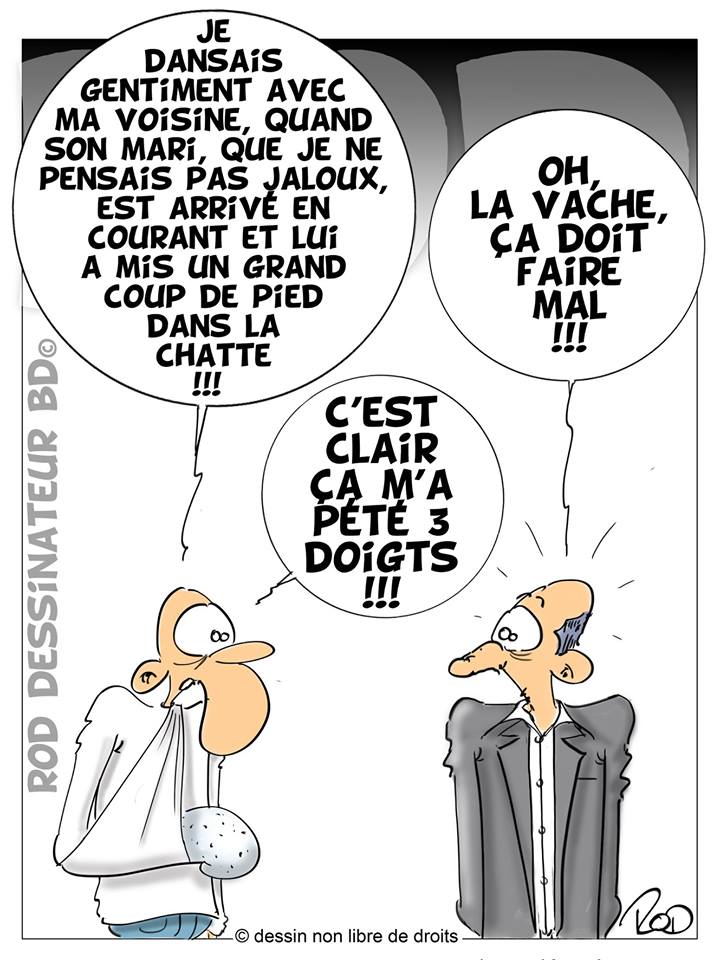 JE
DANSAIS
GENTIMENT AVEC
MA VOISINE, QUAND
SON MARI, QUE JE NE
PENSAIS PAS JALOUX,
EST ARRIVÉ EN
COURANT ET LUI
A MIS UN GRAND
COUP DE PIED
DANS LA
CHATTE
!!!
OH,
LA VACHE,
ÇA DOIT
FAIRE
MAL
!!!
C'EST
CLAIR
ÇA M'A
PÉTÉ 3
DOIGTS
!!!
ROD DESSINATEUR BD©
ROD
© dessin non libre de droits